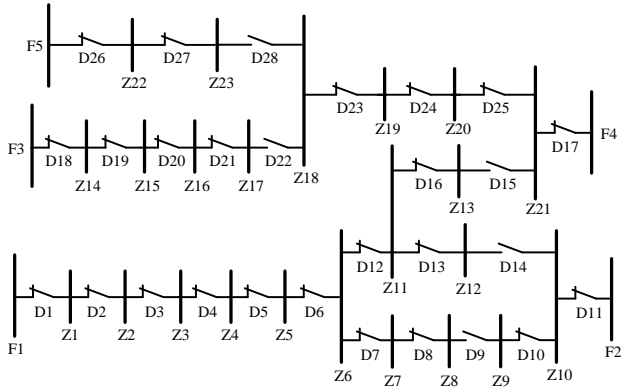 F5 D26 D27 D28
Z22 Z23
D23 D24 D25
Z19 Z20 D17 F4
F3 D18 D19 D20 D21 D22
Z14 Z15 Z16 Z17 Z18
D16 D15
Z13 Z21
D12 D13 D14
Z11 Z12
D1 D2 D3 D4 D5 D6 D11
F1 Z1 Z2 Z3 Z4 Z5 F2
D7 D8 D9 D10
Z6 Z7 Z8 Z9 Z10